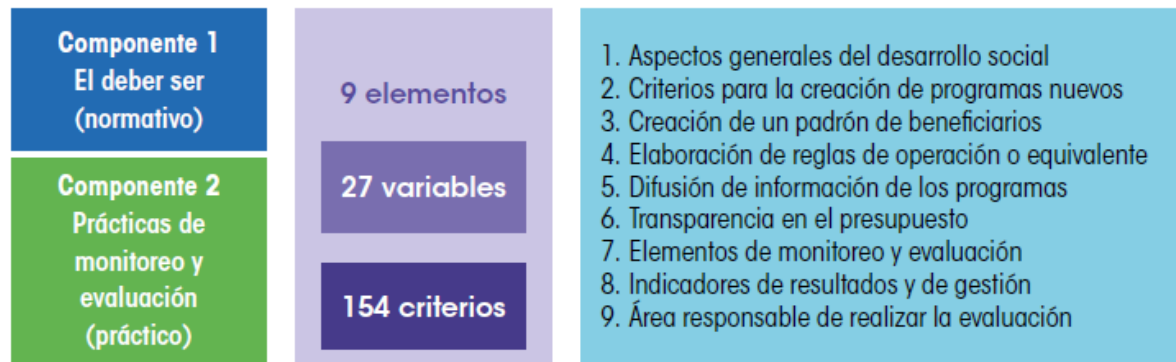 Componente 1
El deber ser
(normativo)
Componente 2
Prácticas de
monitoreo y
evaluación
(práctico)
9 elementos
27 variables
154 criterios
1. Aspectos generales del desarrollo social
2. Criterios para la creación de programas nuevos
3. Creación de un padrón de beneficiarios
4. Elaboración de reglas de operación o equivalente
5. Difusión de información de los programas
6. Transparencia en el presupuesto
7. Elementos de monitoreo y evaluación
8. Indicadores de resultados y de gestión
9. Área responsable de realizar la evaluación